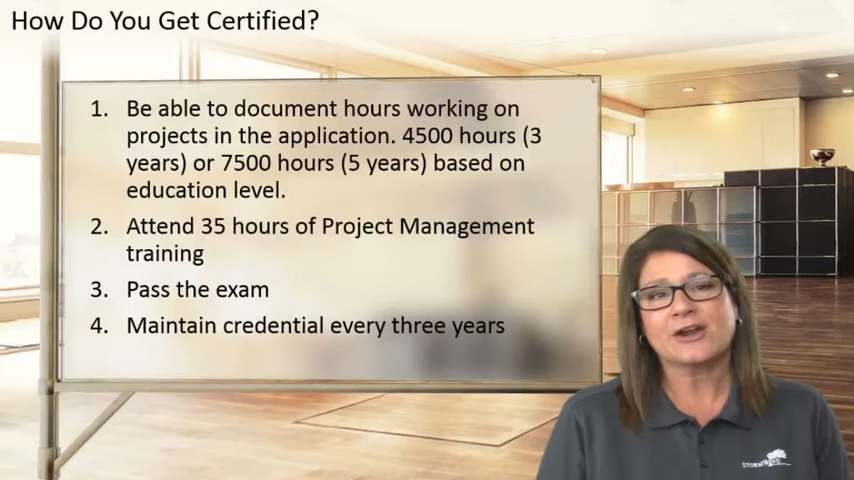 How Do You Get Certified?
1. Be able to document hours working on
projects in the application. 4500 hours (3
years) or 7500 hours (5 years) based on
education level.
2. Attend 35 hours of Project Management
training
3. Pass the exam
4. Maintain credential every three years
STORMWIND